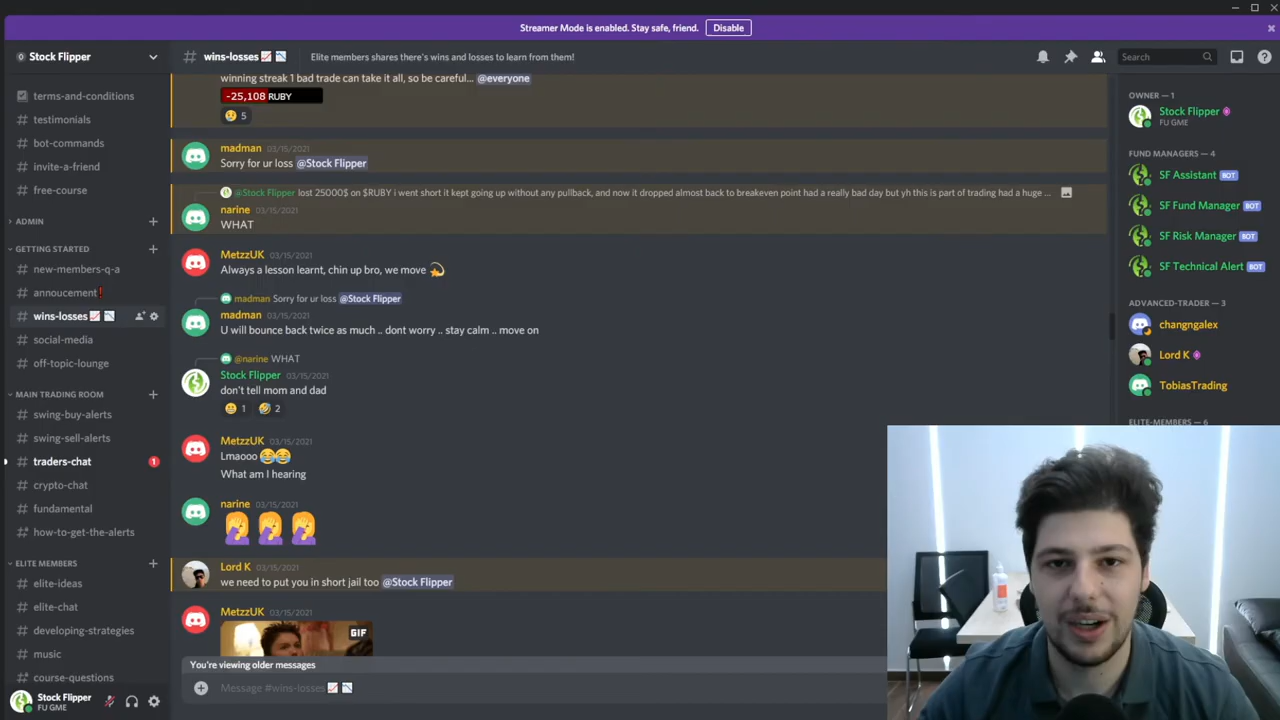 Streamer Mode is enabled. Stay safe, friend.
Disable
Stock Flipper
wins-losses
Elite members shares there's wins and losses to learn from them!
Search
terms-and-conditions
testimonials
bot-commands
invite-a-friend
free-course
ADMIN
GETTING STARTED
new-members-q-a
annoucement
wins-losses
social-media
off-topic-lounge
MAIN TRADING ROOM
swing-buy-alerts
swing-sell-alerts
traders-chat 1
crypto-chat
fundamental
how-to-get-the-alerts
ELITE MEMBERS
elite-ideas
elite-chat
developing-strategies
music
course-questions
Stock Flipper
FU GME
winning streak 1 bad trade can take it all, so be careful... @everyone
-25,108 RUBY
5
madman 03/15/2021
Sorry for ur loss @Stock Flipper
@Stock Flipper lost 25000$ on $RUBY i went short it kept going up without any pullback, and now it dropped almost back to breakeven point had a really bad day but yh this is part of trading had a huge ...
narine 03/15/2021
WHAT
MetzzUK 03/15/2021
Always a lesson learnt, chin up bro, we move
madman Sorry for ur loss @Stock Flipper
madman 03/15/2021
U will bounce back twice as much .. dont worry .. stay calm .. move on
@narine WHAT
Stock Flipper 03/15/2021
don't tell mom and dad
1 2
MetzzUK 03/15/2021
Lmaooo 😂😂
What am I hearing
narine 03/15/2021
Lord K 03/15/2021
we need to put you in short jail too @Stock Flipper
MetzzUK 03/15/2021
GIF
You're viewing older messages
Message #wins-losses
OWNER — 1
Stock Flipper
FU GME
FUND MANAGERS — 4
SF Assistant BOT
SF Fund Manager BOT
SF Risk Manager BOT
SF Technical Alert BOT
ADVANCED-TRADER — 3
changngalex
Lord K
TobiasTrading
ELITE-MEMBERS — 6